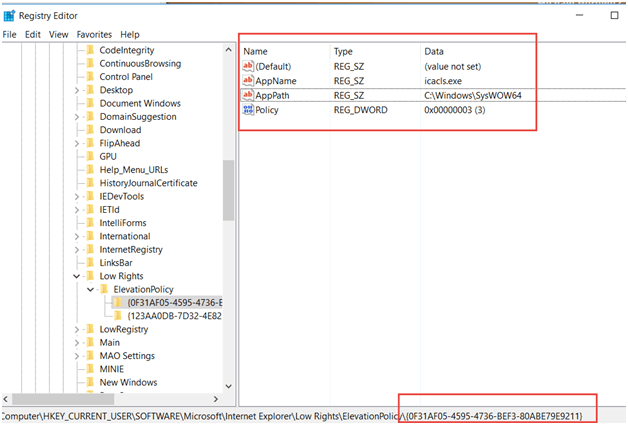 Registry Editor
File Edit View Favorites Help
CodeIntegrity
ContinuousBrowsing
Control Panel
Desktop
Document Windows
DomainSuggestion
Download
FlipAhead
GPU
Help_Menu_URLs
HistoryJournalCertificate
IEDevTools
IETld
IntelliForms
International
InternetRegistry
LinksBar
Low Rights
ElevationPolicy
{0F31AF05-4595-4736-B
{123AA0DB-7D32-4E82
LowRegistry
Main
MAO Settings
MINIE
New Windows
Name Type Data
(Default) REG_SZ (value not set)
AppName REG_SZ icacls.exe
AppPath REG_SZ C:\Windows\SysWOW64
Policy REG_DWORD 0x00000003 (3)
Computer\HKEY_CURRENT_USER\SOFTWARE\Microsoft\Internet Explorer\Low Rights\ElevationPolicy\{0F31AF05-4595-4736-BEF3-80ABE79E9211}